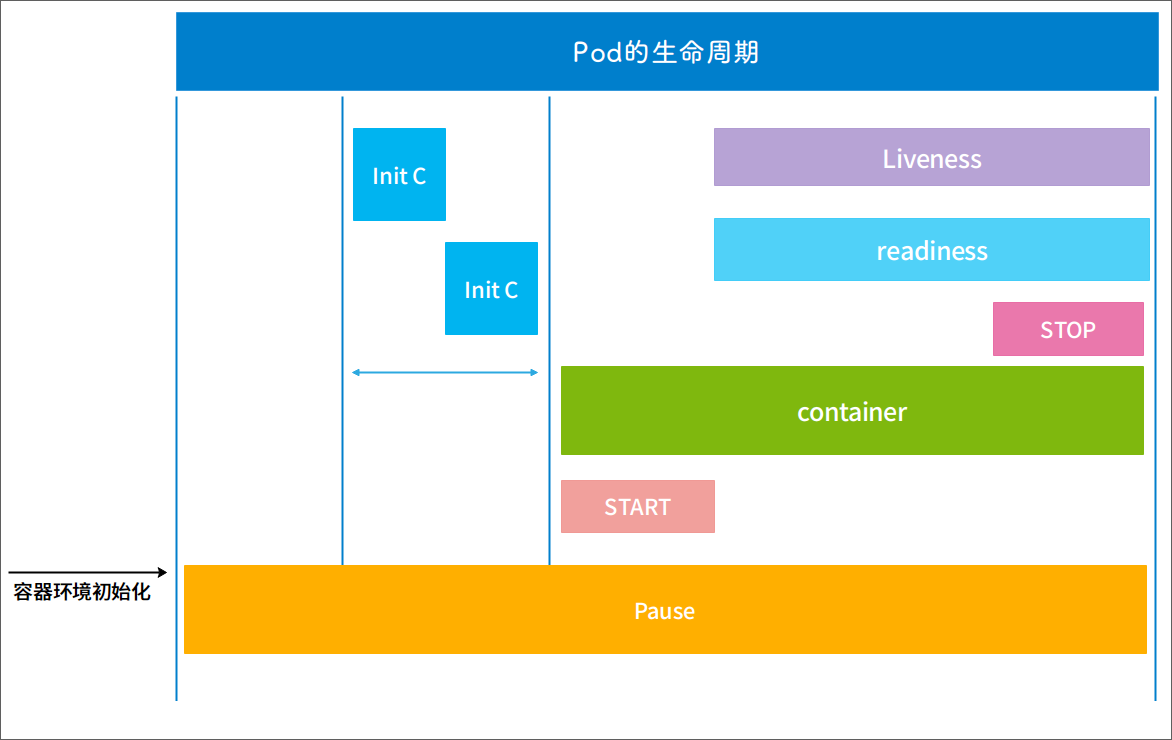 Pod的生命周期
Init C
Liveness
Init C
readiness
STOP
container
START
容器环境初始化
Pause